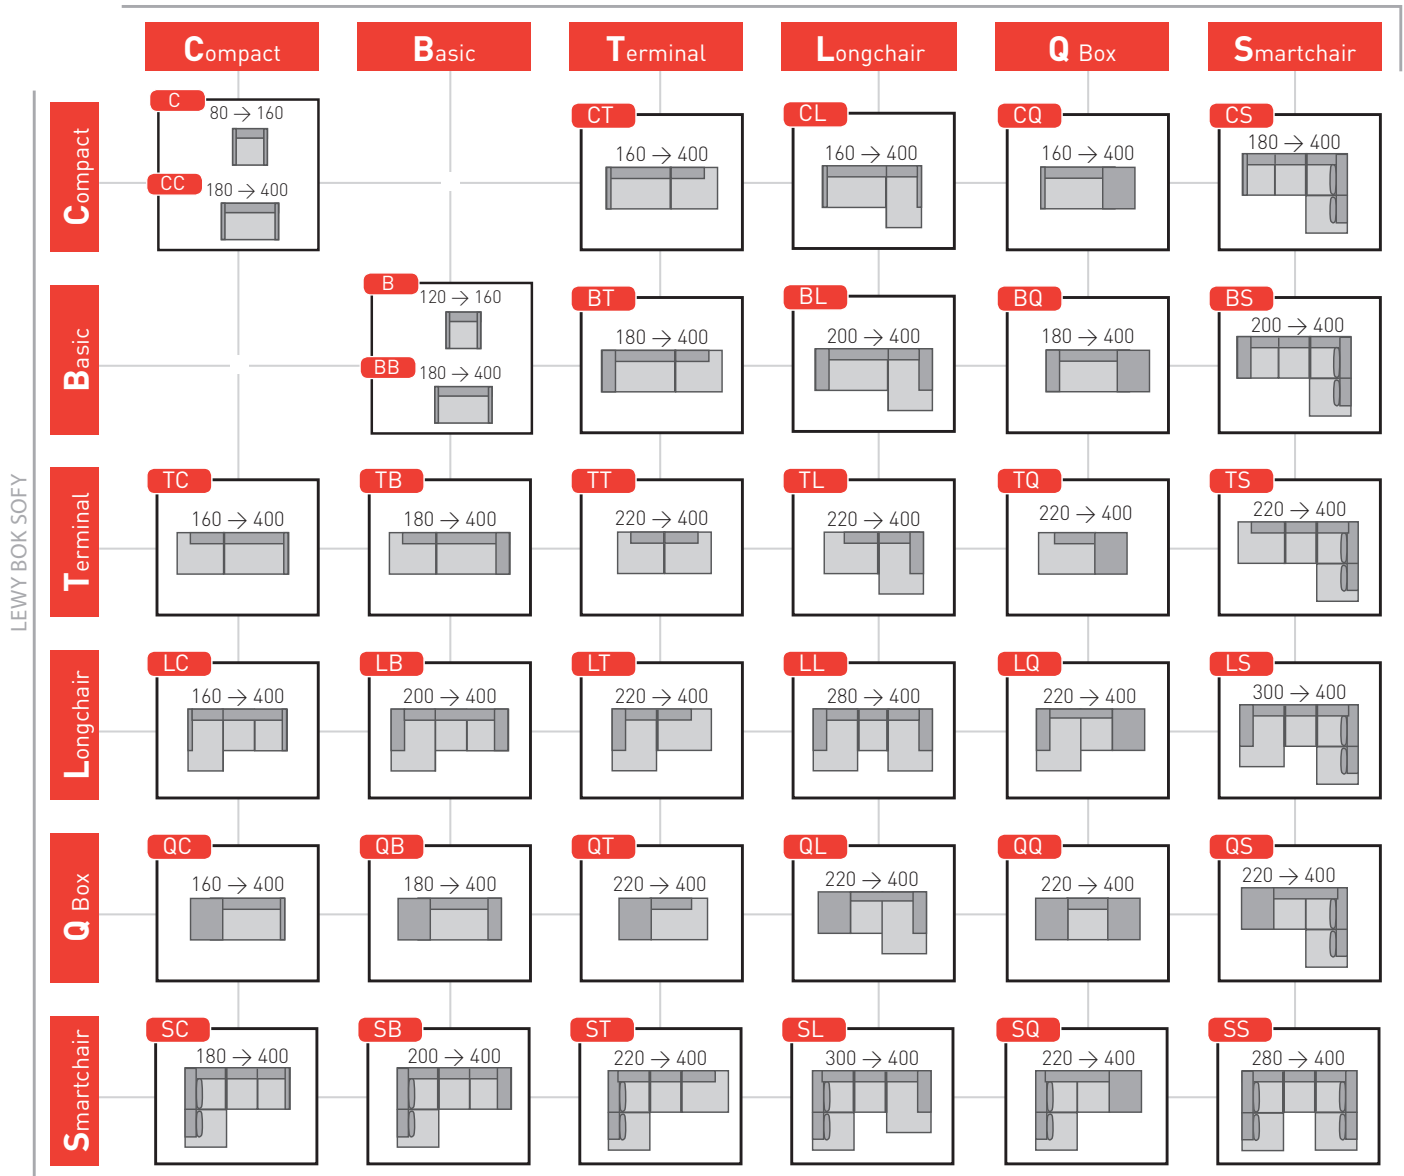 Compact Basic Terminal Longchair Q Box Smartchair
LEWY BOK SOFY
Compact
C
80 → 160
CC
180 → 400
CT
160 → 400
CL
160 → 400
CQ
160 → 400
CS
180 → 400
Basic
B
120 → 160
BB
180 → 400
BT
180 → 400
BL
200 → 400
BQ
180 → 400
BS
200 → 400
Terminal
TC
160 → 400
TB
180 → 400
TT
220 → 400
TL
220 → 400
TQ
220 → 400
TS
220 → 400
Longchair
LC
160 → 400
LB
200 → 400
LT
220 → 400
LL
280 → 400
LQ
220 → 400
LS
300 → 400
Q Box
QC
160 → 400
QB
180 → 400
QT
220 → 400
QL
220 → 400
QQ
220 → 400
QS
220 → 400
Smartchair
SC
180 → 400
SB
200 → 400
ST
220 → 400
SL
300 → 400
SQ
220 → 400
SS
280 → 400